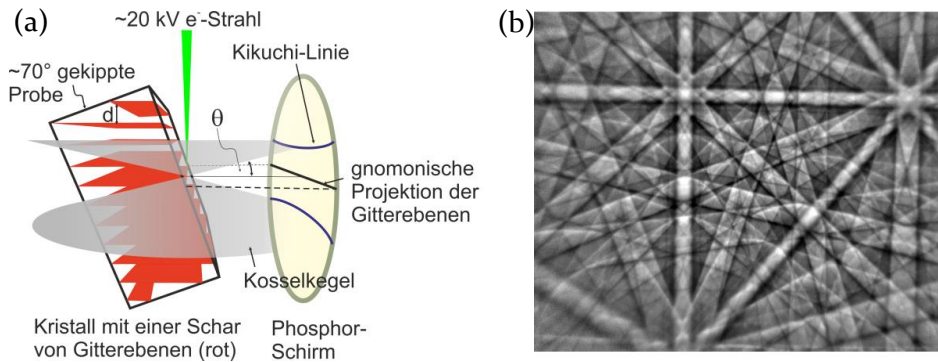 (a)
~20 kV e⁻-Strahl
Kikuchi-Linie
~70° gekippte
Probe
d
θ
gnomonische
Projektion der
Gitterebenen
Kosselkegel
Kristall mit einer Schar
von Gitterebenen (rot)
Phosphor-
Schirm
(b)